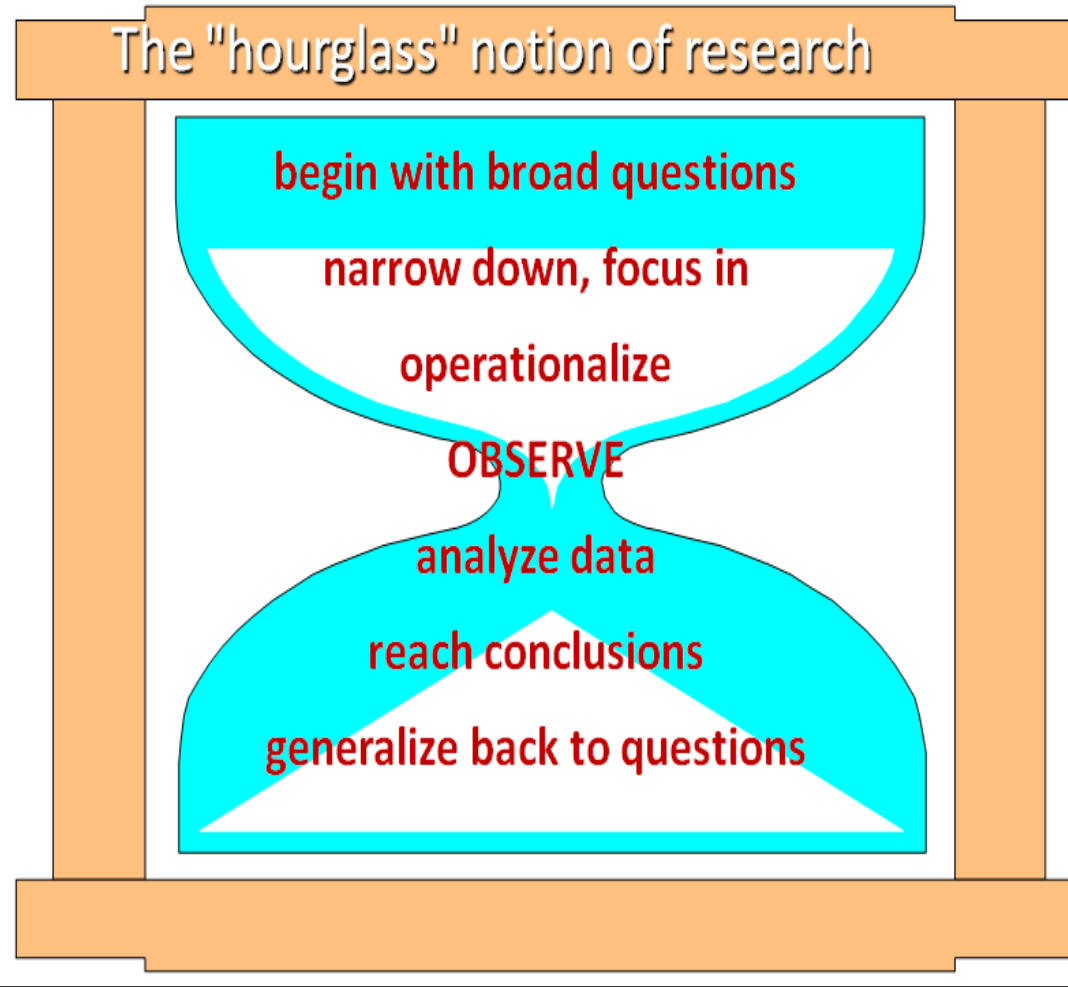 The "hourglass" notion of research
begin with broad questions
narrow down, focus in
operationalize
OBSERVE
analyze data
reach conclusions
generalize back to questions